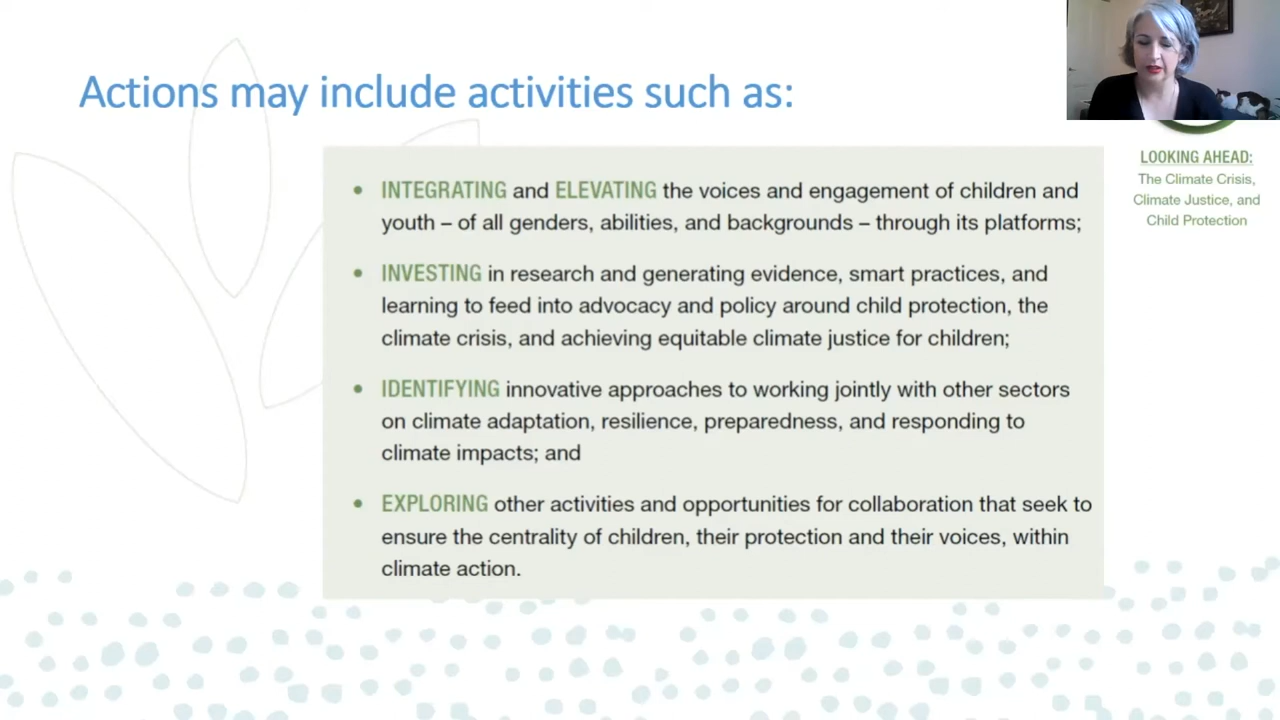 Actions may include activities such as:
• INTEGRATING and ELEVATING the voices and engagement of children and
youth – of all genders, abilities, and backgrounds – through its platforms;
• INVESTING in research and generating evidence, smart practices, and
learning to feed into advocacy and policy around child protection, the
climate crisis, and achieving equitable climate justice for children;
• IDENTIFYING innovative approaches to working jointly with other sectors
on climate adaptation, resilience, preparedness, and responding to
climate impacts; and
• EXPLORING other activities and opportunities for collaboration that seek to
ensure the centrality of children, their protection and their voices, within
climate action.
LOOKING AHEAD:
The Climate Crisis,
Climate Justice, and
Child Protection